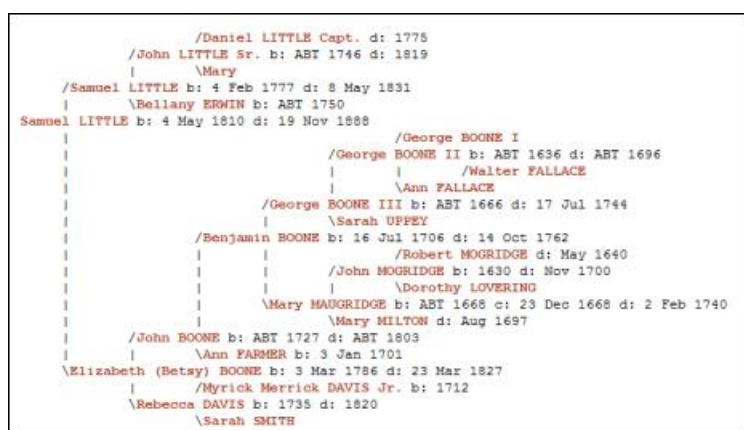 /Daniel LITTLE Capt. d: 1775
/John LITTLE Sr. b: ABT 1746 d: 1819
| \Mary
/Samuel LITTLE b: 4 Feb 1777 d: 8 May 1831
| \Bellany ERWIN b: ABT 1750
Samuel LITTLE b: 4 May 1810 d: 19 Nov 1888
| /George BOONE I
| /George BOONE II b: ABT 1636 d: ABT 1696
| | | /Walter FALLACE
| | \Ann FALLACE
| /George BOONE III b: ABT 1666 d: 17 Jul 1744
| | \Sarah UPPEY
| /Benjamin BOONE b: 16 Jul 1706 d: 14 Oct 1762
| | | /Robert MOGRIDGE d: May 1640
| | | /John MOGRIDGE b: 1630 d: Nov 1700
| | | | \Dorothy LOVERING
| | \Mary MAUGRIDGE b: ABT 1668 c: 23 Dec 1668 d: 2 Feb 1740
| | \Mary MILTON d: Aug 1697
| /John BOONE b: ABT 1727 d: ABT 1803
| | \Ann FARMER b: 3 Jan 1701
\Elizabeth (Betsy) BOONE b: 3 Mar 1786 d: 23 Mar 1827
| /Myrick Merrick DAVIS Jr. b: 1712
\Rebecca DAVIS b: 1735 d: 1820
\Sarah SMITH